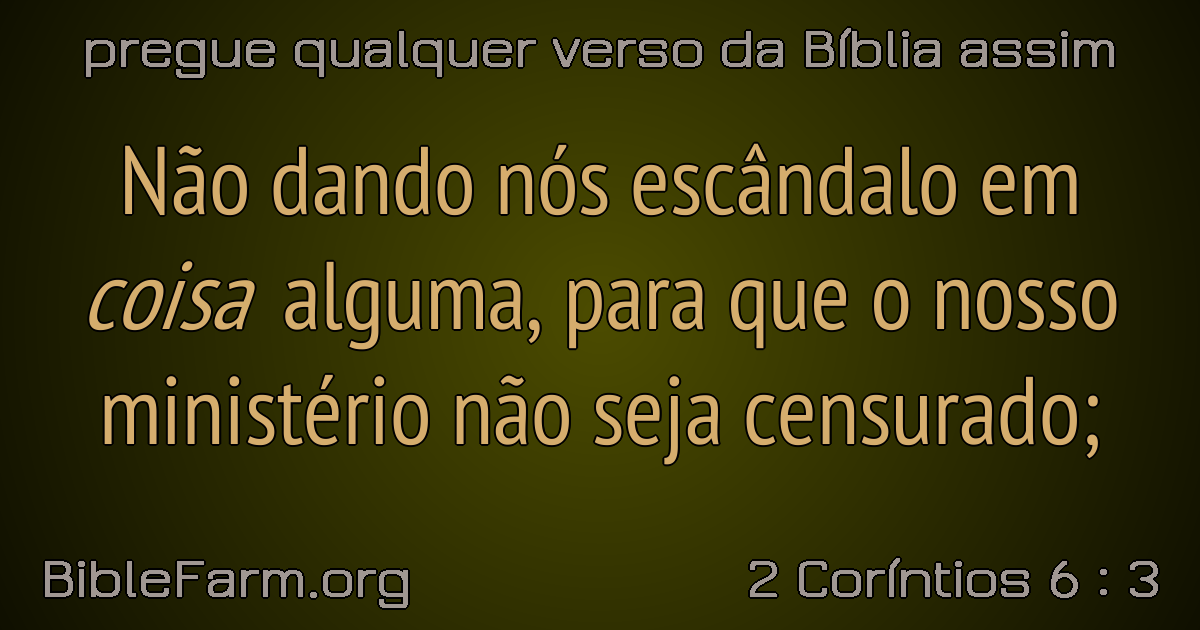 pregue qualquer verso da Bíblia assim
Não dando nós escândalo em
coisa alguma, para que o nosso
ministério não seja censurado;
BibleFarm.org
2 Coríntios 6 : 3